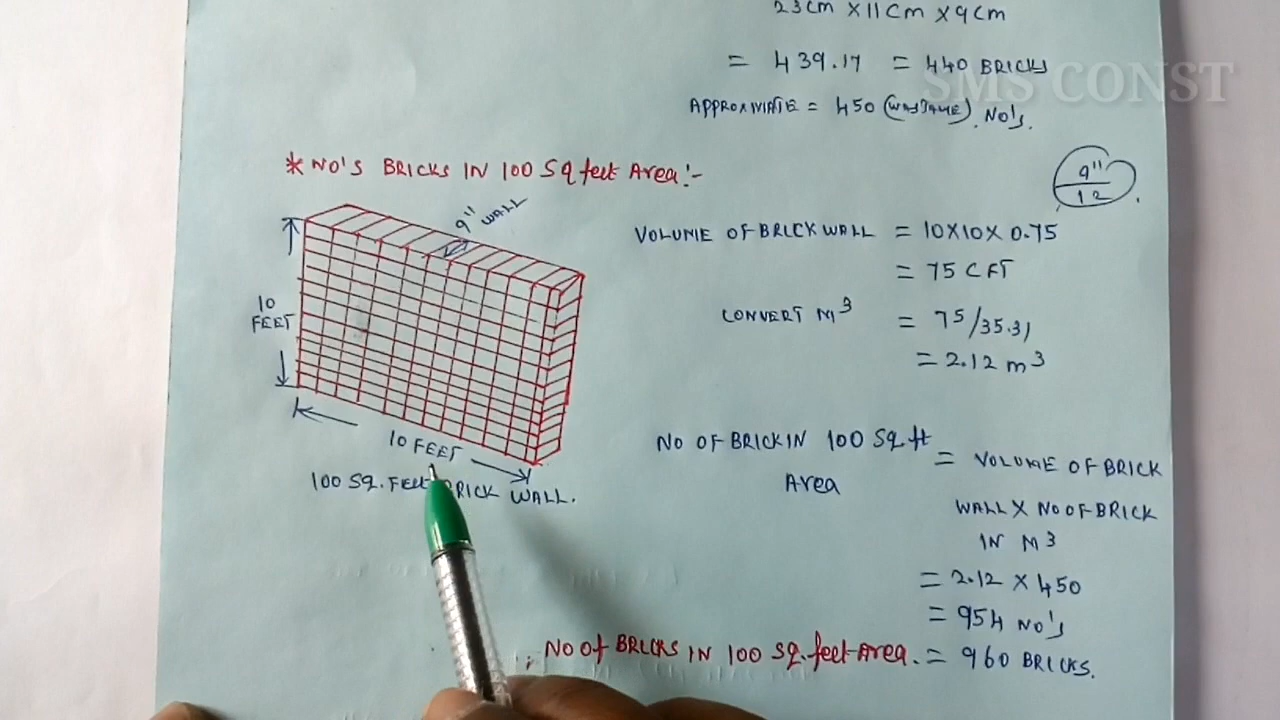 23cm x 11cm x 9cm
= 439.17 = 440 BRICKS
SMS CONST
APPROXIMATE = 450 (WASTAGE) NO'S.
* NO'S BRICKS IN 100 Sq feet Area:-
9"
12
9" WALL
VOLUME OF BRICK WALL = 10X10X 0.75
= 75 CFT
10
FEET
CONVERT M3 = 75/35.31
= 2.12 m3
10 FEET
100 SQ. FEET BRICK WALL.
NO OF BRICK IN 100 Sq.ft
Area
= VOLUME OF BRICK
WALL X NO OF BRICK
IN M3
= 2.12 X 450
= 954 NO'S
∴ NO Of BRICKS IN 100 Sq.feet Area. = 960 BRICKS.